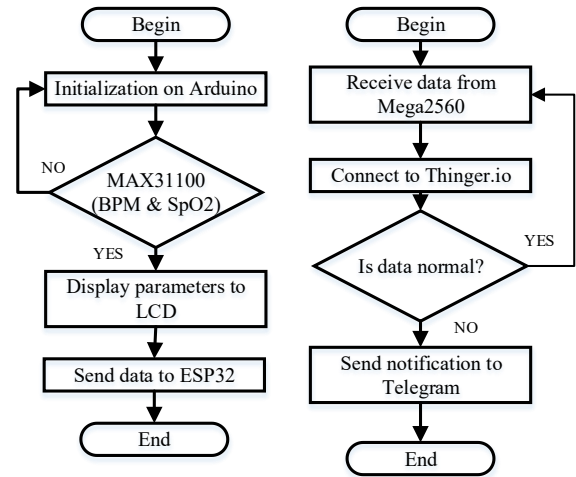 Begin
Initialization on Arduino
NO
MAX31100
(BPM & SpO2)
YES
Display parameters to
LCD
Send data to ESP32
End
Begin
Receive data from
Mega2560
Connect to Thinger.io
YES
Is data normal?
NO
Send notification to
Telegram
End